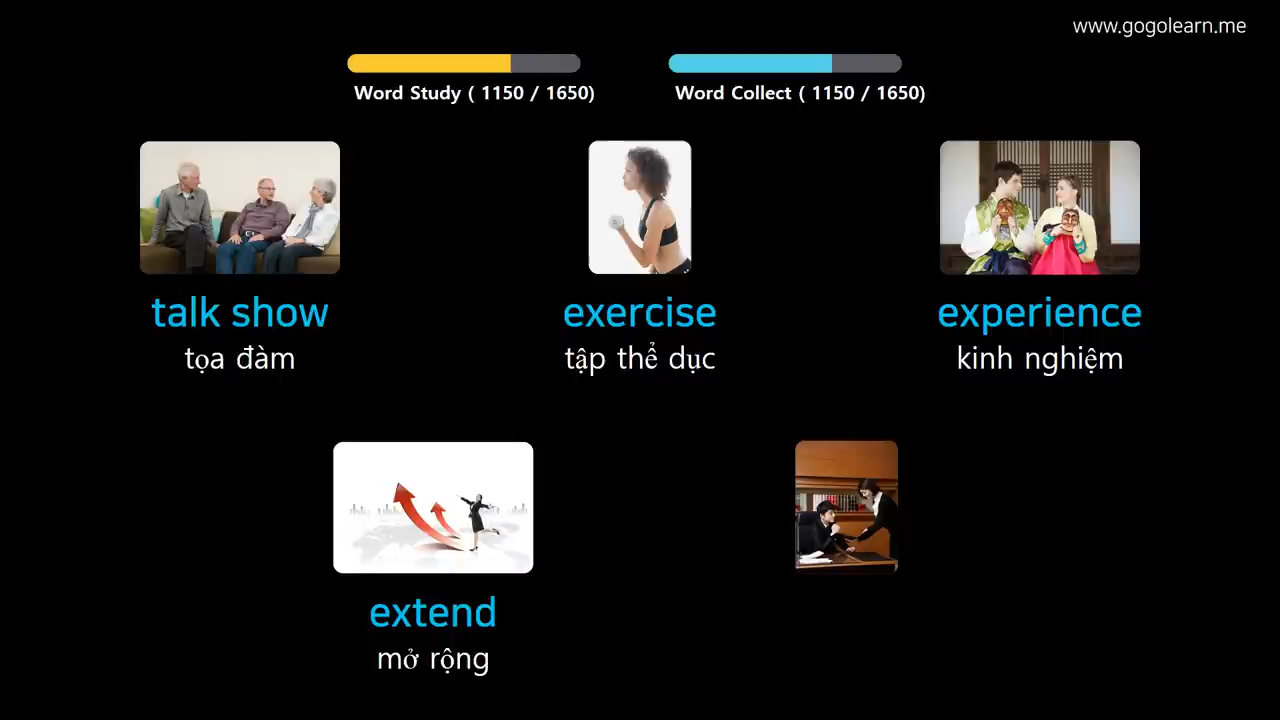 www.gogolearn.me
Word Study ( 1150 / 1650)
Word Collect ( 1150 / 1650)
talk show
tọa đàm
exercise
tập thể dục
experience
kinh nghiệm
extend
mở rộng